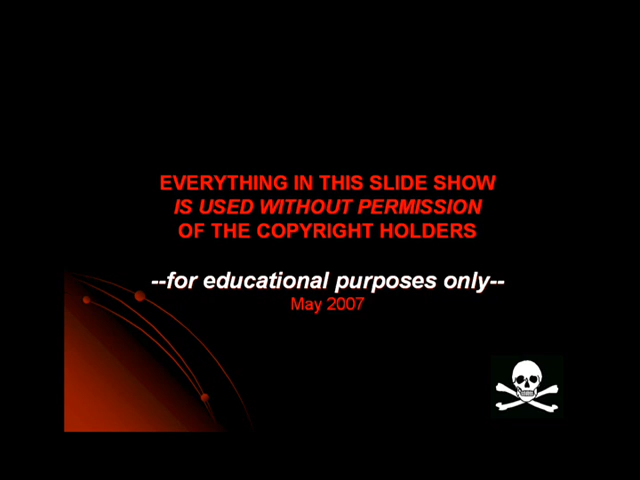 EVERYTHING IN THIS SLIDE SHOW
IS USED WITHOUT PERMISSION
OF THE COPYRIGHT HOLDERS
--for educational purposes only--
May 2007